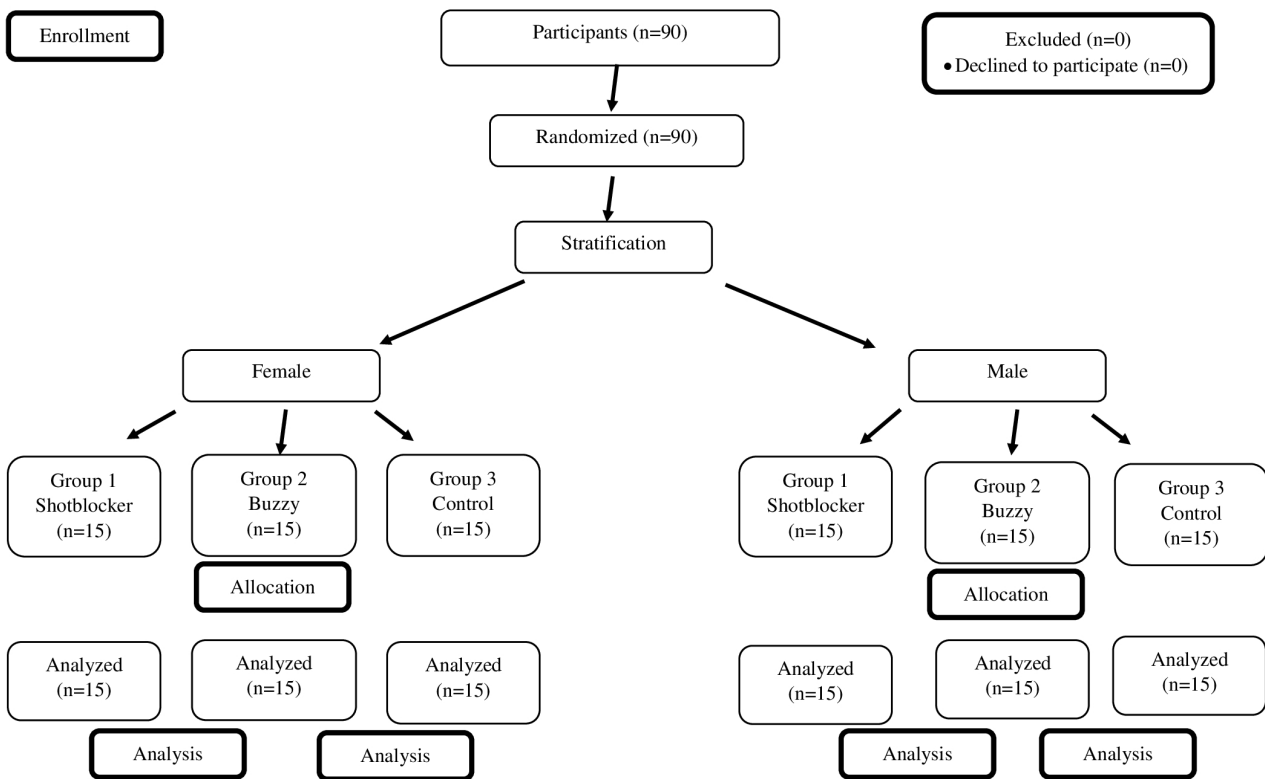 Enrollment
Participants (n=90)
Excluded (n=0)
•Declined to participate (n=0)
Randomized (n=90)
Stratification
Female
Male
Group 1
Shotblocker
(n=15)
Group 2
Buzzy
(n=15)
Group 3
Control
(n=15)
Group 1
Shotblocker
(n=15)
Group 2
Buzzy
(n=15)
Group 3
Control
(n=15)
Allocation
Allocation
Analyzed
(n=15)
Analyzed
(n=15)
Analyzed
(n=15)
Analyzed
(n=15)
Analyzed
(n=15)
Analyzed
(n=15)
Analysis
Analysis
Analysis
Analysis